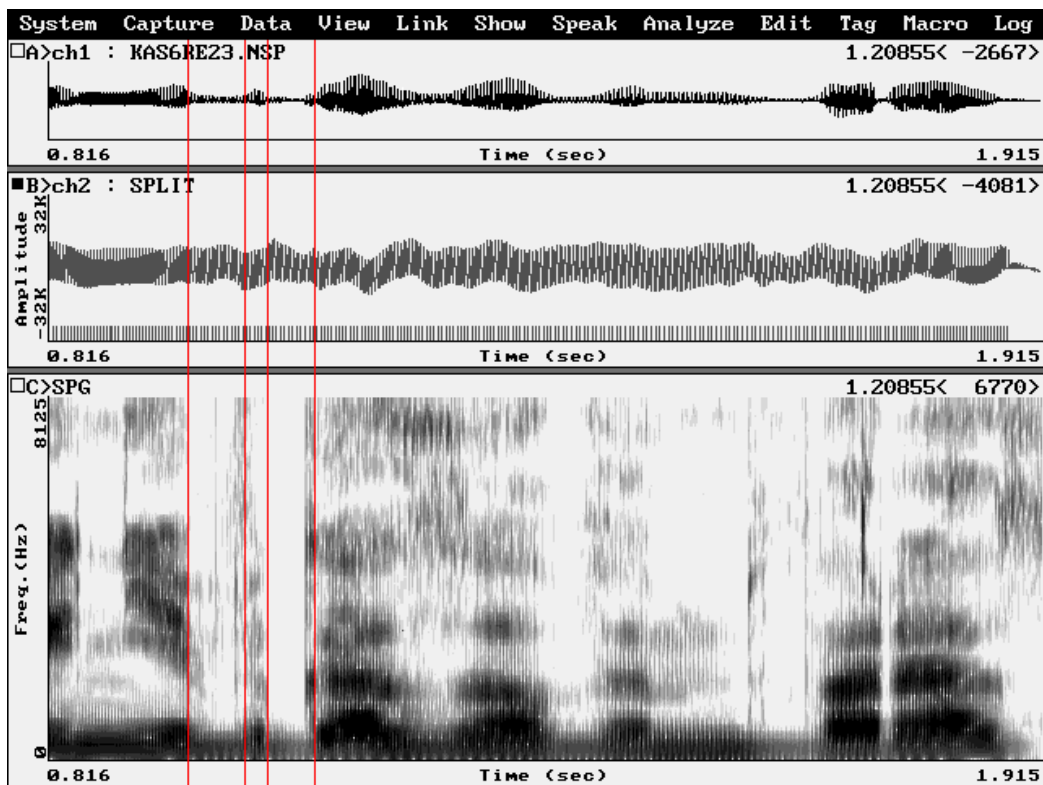 System Capture Data View Link Show Speak Analyze Edit Tag Macro Log
A>ch1 : KAS6RE23.NSP 1.20855< -2667>
0.816 Time (sec) 1.915
B>ch2 : SPLIT 1.20855< -4081>
Amplitude
-32K 32K
0.816 Time (sec) 1.915
C>SPG 1.20855< 6770>
Freq.(Hz)
0 8125
0.816 Time (sec) 1.915